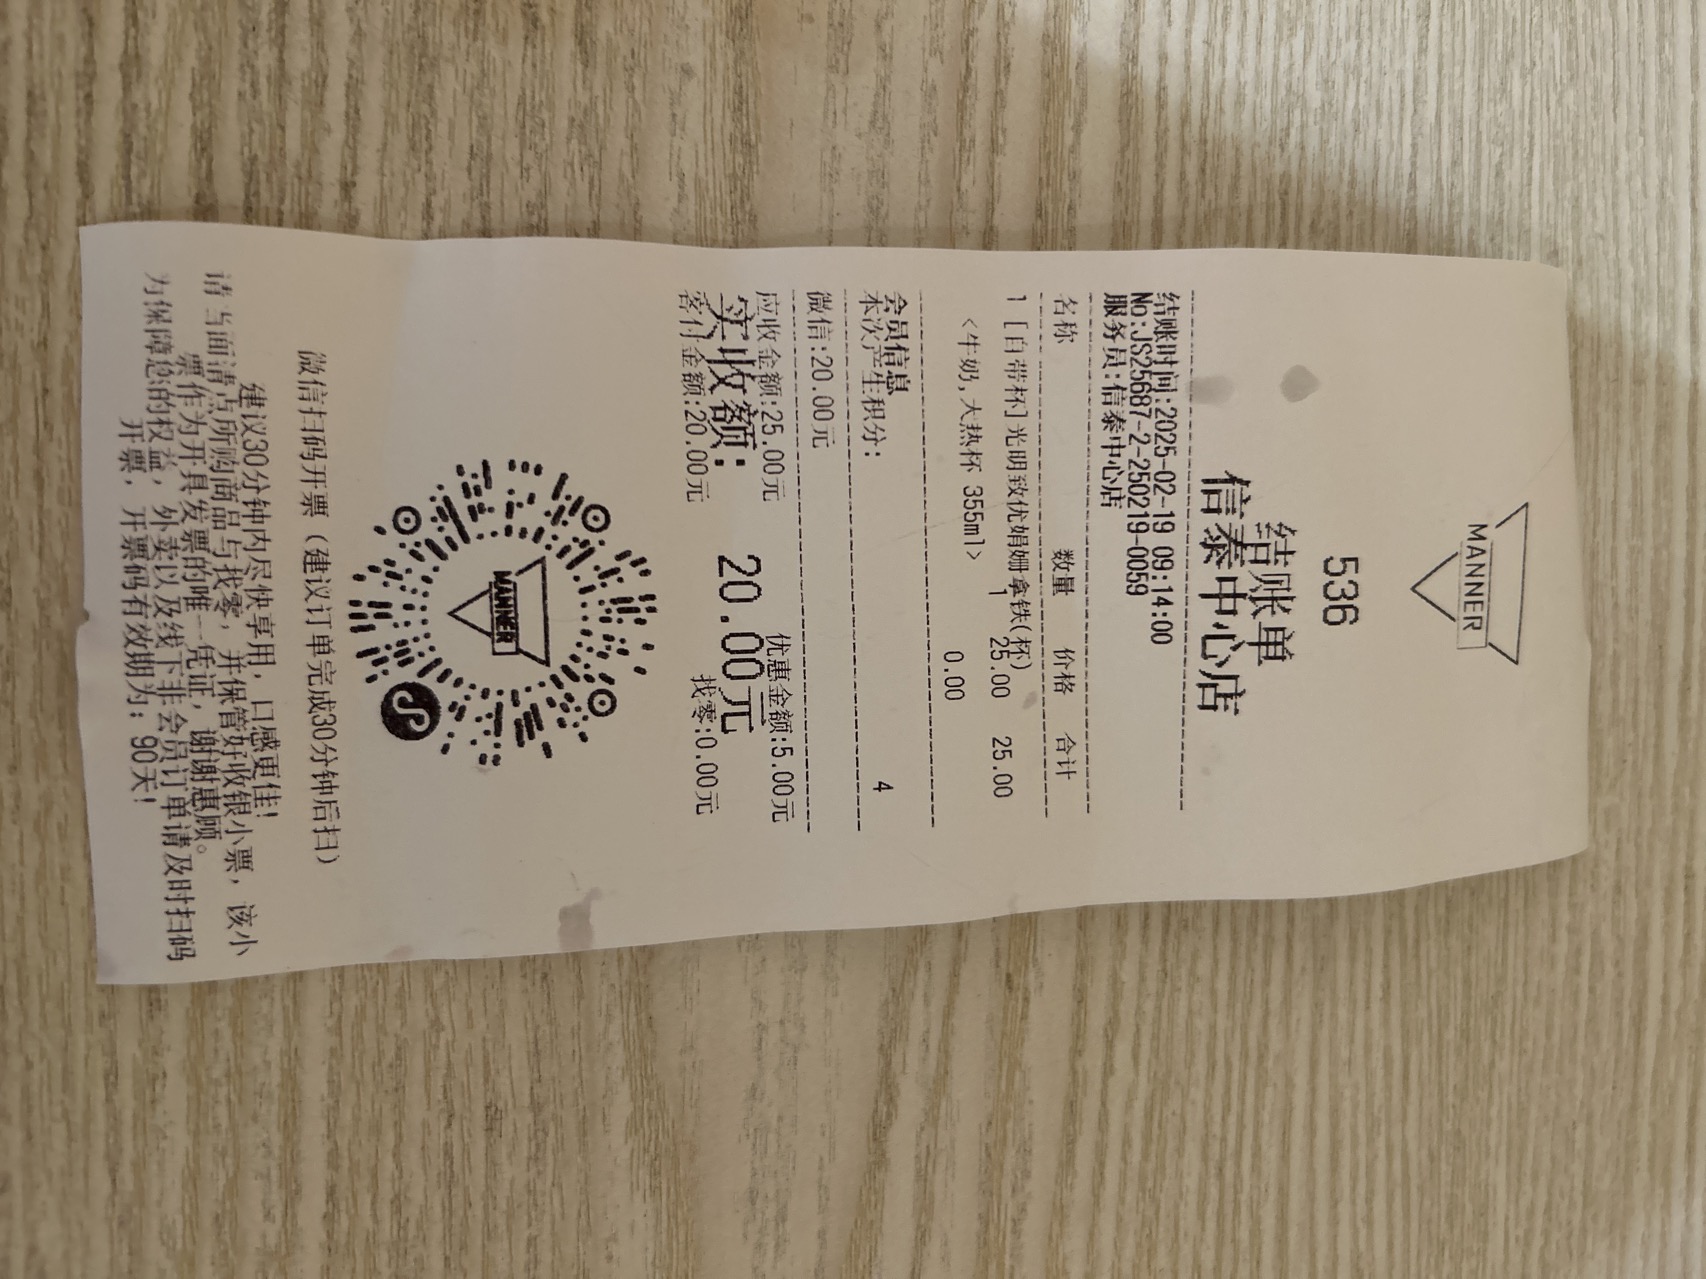 MANNER
536
结账单
信泰中心店
结账时间:2025-02-19 09:14:00
No:JS25687-2-250219-0059
服务员:信泰中心店
名称 数量 价格 合计
1 [自带杯]光明致优娟姗拿铁(杯)
1 25.00 25.00
<牛奶,大热杯 355ml> 0.00
会员信息
本次产生积分: 4
微信:20.00元
应收金额:25.00元 优惠金额:5.00元
实收额: 20.00元
客付金额:20.00元 找零:0.00元
MANNER
微信扫码开票（建议订单完成30分钟后扫）
建议30分钟内尽快享用，口感更佳!
请当面清点所购商品与找零，并保管好收银小票，该小
票作为开具发票的唯一凭证，谢谢惠顾。
为保障您的权益，外卖以及线下非会员订单请及时扫码
开票，开票码有效期为：90天!